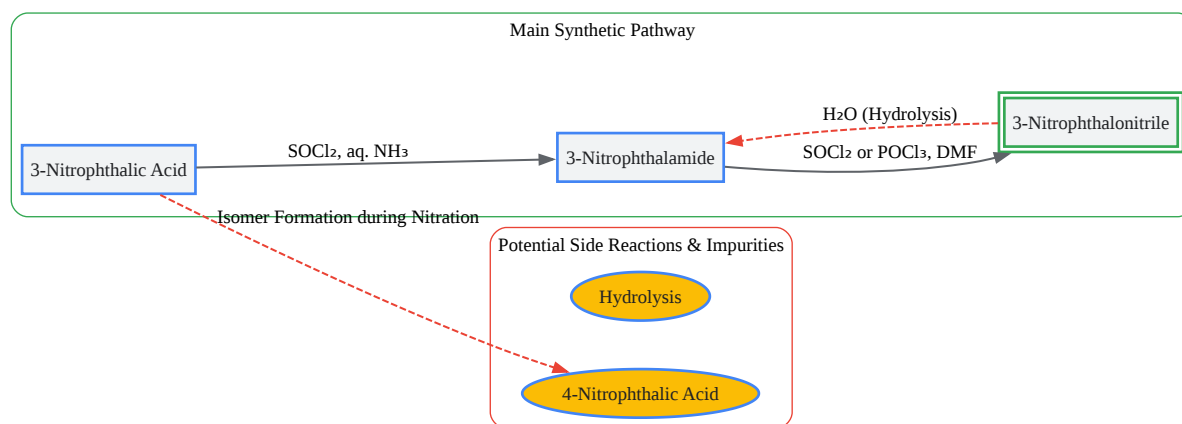 Main Synthetic Pathway
H₂O (Hydrolysis)
3-Nitrophthalonitrile
SOCl₂, aq. NH₃
3-Nitrophthalamide
SOCl₂ or POCl₃, DMF
3-Nitrophthalic Acid
Isomer Formation during Nitration
Potential Side Reactions & Impurities
Hydrolysis
4-Nitrophthalic Acid